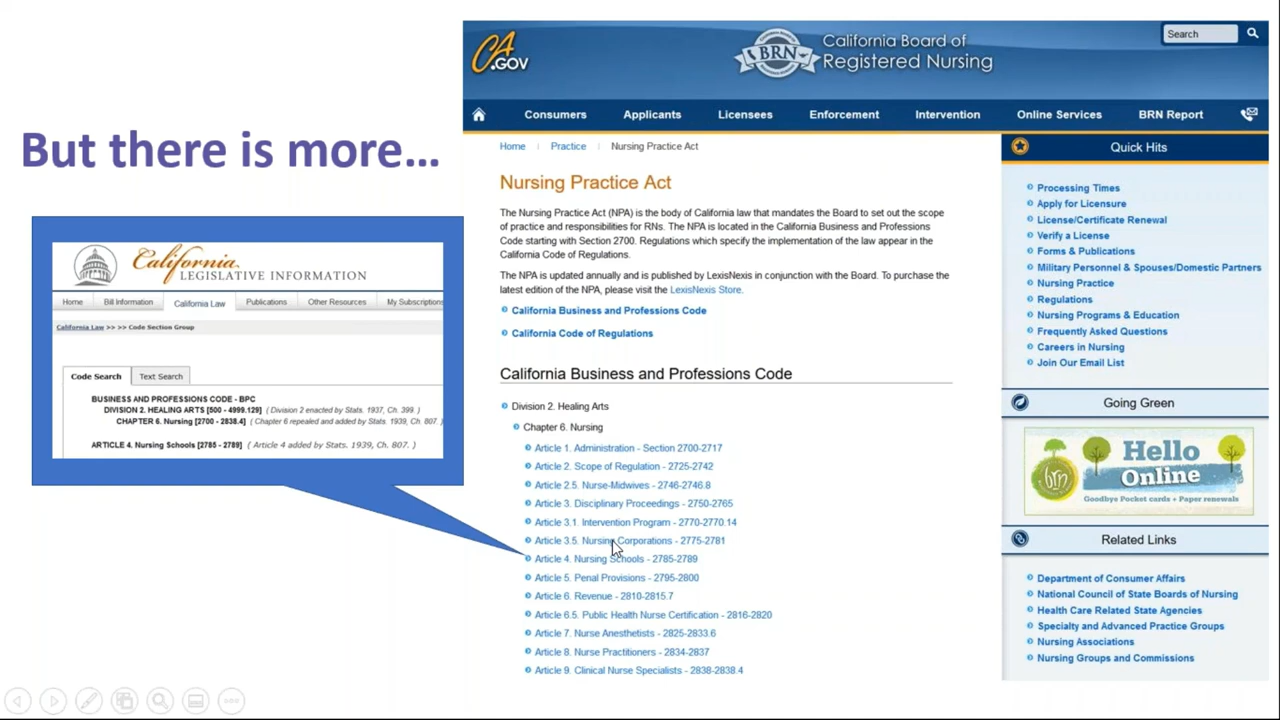 But there is more...
California
LEGISLATIVE INFORMATION
Home Bill Information California Law Publications Other Resources My Subscriptions
California Law >> >> Code Section Group
Code Search Text Search
BUSINESS AND PROFESSIONS CODE - BPC
DIVISION 2. HEALING ARTS [500 - 4999.129] ( Division 2 enacted by Stats. 1937, Ch. 399. )
CHAPTER 6. Nursing [2700 - 2838.4] ( Chapter 6 repealed and added by Stats. 1939, Ch. 807. )
ARTICLE 4. Nursing Schools [2785 - 2789] ( Article 4 added by Stats. 1939, Ch. 807. )
CA.GOV
BRN
California Board of
Registered Nursing
Search
Consumers Applicants Licensees Enforcement Intervention Online Services BRN Report
Home Practice Nursing Practice Act
Nursing Practice Act
The Nursing Practice Act (NPA) is the body of California law that mandates the Board to set out the scope
of practice and responsibilities for RNs. The NPA is located in the California Business and Professions
Code starting with Section 2700. Regulations which specify the implementation of the law appear in the
California Code of Regulations.
The NPA is updated annually and is published by LexisNexis in conjunction with the Board. To purchase the
latest edition of the NPA, please visit the LexisNexis Store.
California Business and Professions Code
California Code of Regulations
California Business and Professions Code
Division 2. Healing Arts
Chapter 6. Nursing
Article 1. Administration - Section 2700-2717
Article 2. Scope of Regulation - 2725-2742
Article 2.5. Nurse-Midwives - 2746-2746.8
Article 3. Disciplinary Proceedings - 2750-2765
Article 3.1. Intervention Program - 2770-2770.14
Article 3.5. Nursing Corporations - 2775-2781
Article 4. Nursing Schools - 2785-2789
Article 5. Penal Provisions - 2795-2800
Article 6. Revenue - 2810-2815.7
Article 6.5. Public Health Nurse Certification - 2816-2820
Article 7. Nurse Anesthetists - 2825-2833.6
Article 8. Nurse Practitioners - 2834-2837
Article 9. Clinical Nurse Specialists - 2838-2838.4
Quick Hits
Processing Times
Apply for Licensure
License/Certificate Renewal
Verify a License
Forms & Publications
Military Personnel & Spouses/Domestic Partners
Nursing Practice
Regulations
Nursing Programs & Education
Frequently Asked Questions
Careers in Nursing
Join Our Email List
Going Green
brn
Hello
Online
Goodbye Pocket cards + Paper renewals
Related Links
Department of Consumer Affairs
National Council of State Boards of Nursing
Health Care Related State Agencies
Specialty and Advanced Practice Groups
Nursing Associations
Nursing Groups and Commissions